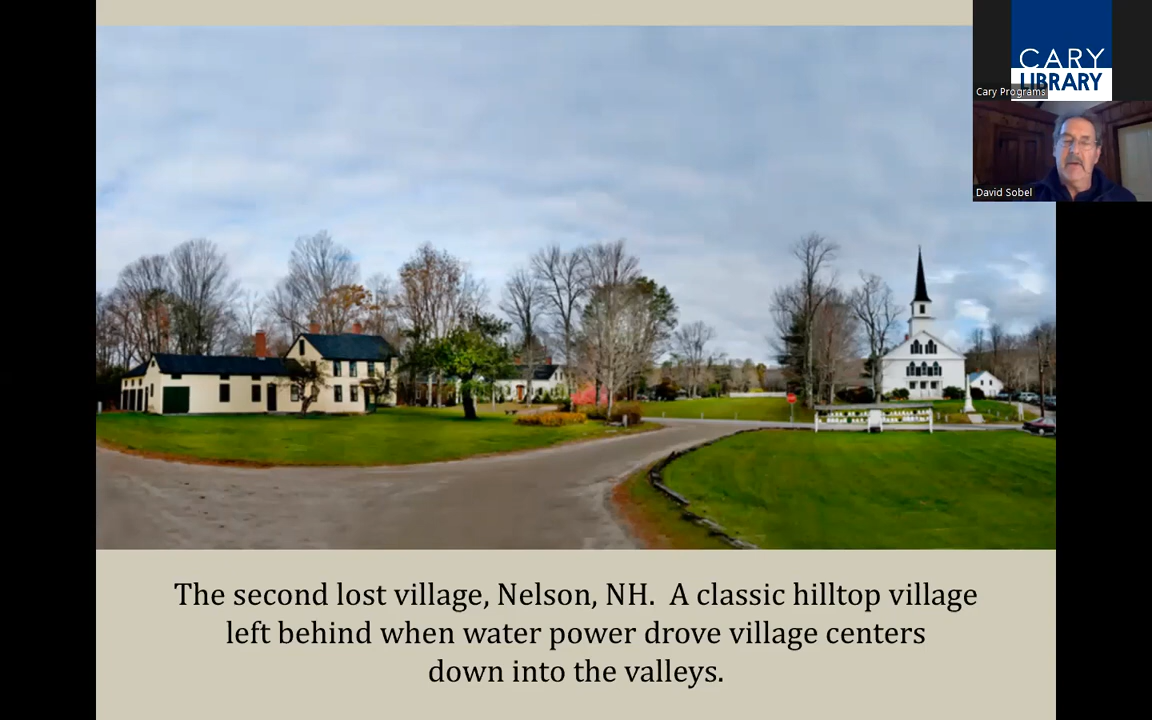 CARY
LIBRARY
Cary Programs
David Sobel
The second lost village, Nelson, NH. A classic hilltop village
left behind when water power drove village centers
down into the valleys.